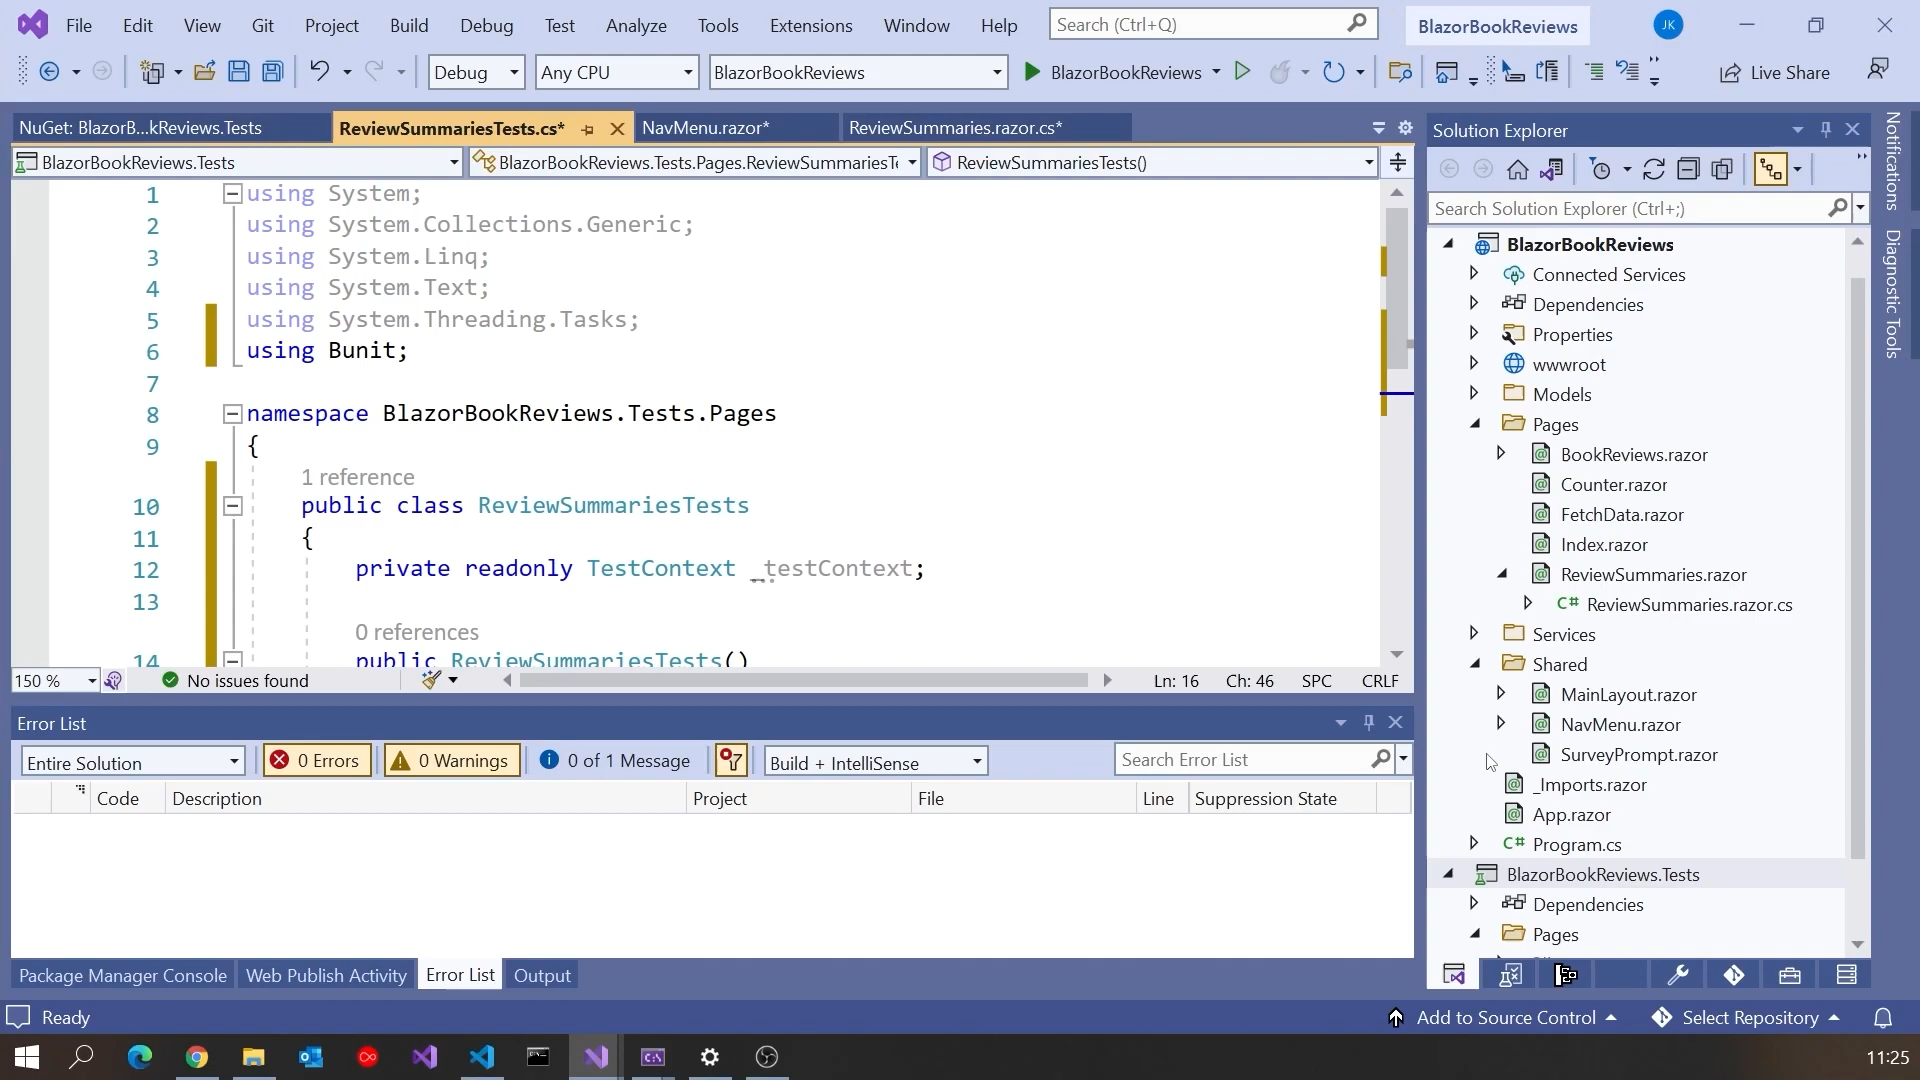 File Edit View Git Project Build Debug Test Analyze Tools Extensions Window Help Search (Ctrl+Q) BlazorBookReviews JK
Debug Any CPU BlazorBookReviews BlazorBookReviews Live Share
NuGet: BlazorB...kReviews.Tests ReviewSummariesTests.cs* NavMenu.razor* ReviewSummaries.razor.cs*
BlazorBookReviews.Tests BlazorBookReviews.Tests.Pages.ReviewSummariesTe ReviewSummariesTests()
1 using System;
2 using System.Collections.Generic;
3 using System.Linq;
4 using System.Text;
5 using System.Threading.Tasks;
6 using Bunit;
7
8 namespace BlazorBookReviews.Tests.Pages
9 {
1 reference
10 public class ReviewSummariesTests
11 {
12 private readonly TestContext _testContext;
13
0 references
14 public ReviewSummariesTests()
150 % No issues found Ln: 16 Ch: 46 SPC CRLF
Error List
Entire Solution 0 Errors 0 Warnings 0 of 1 Message Build + IntelliSense Search Error List
Code Description Project File Line Suppression State
Package Manager Console Web Publish Activity Error List Output
Solution Explorer
Search Solution Explorer (Ctrl+;)
BlazorBookReviews
Connected Services
Dependencies
Properties
wwwroot
Models
Pages
BookReviews.razor
Counter.razor
FetchData.razor
Index.razor
ReviewSummaries.razor
C# ReviewSummaries.razor.cs
Services
Shared
MainLayout.razor
NavMenu.razor
SurveyPrompt.razor
_Imports.razor
App.razor
C# Program.cs
BlazorBookReviews.Tests
Dependencies
Pages
Notifications
Diagnostic Tools
Ready Add to Source Control Select Repository
11:25